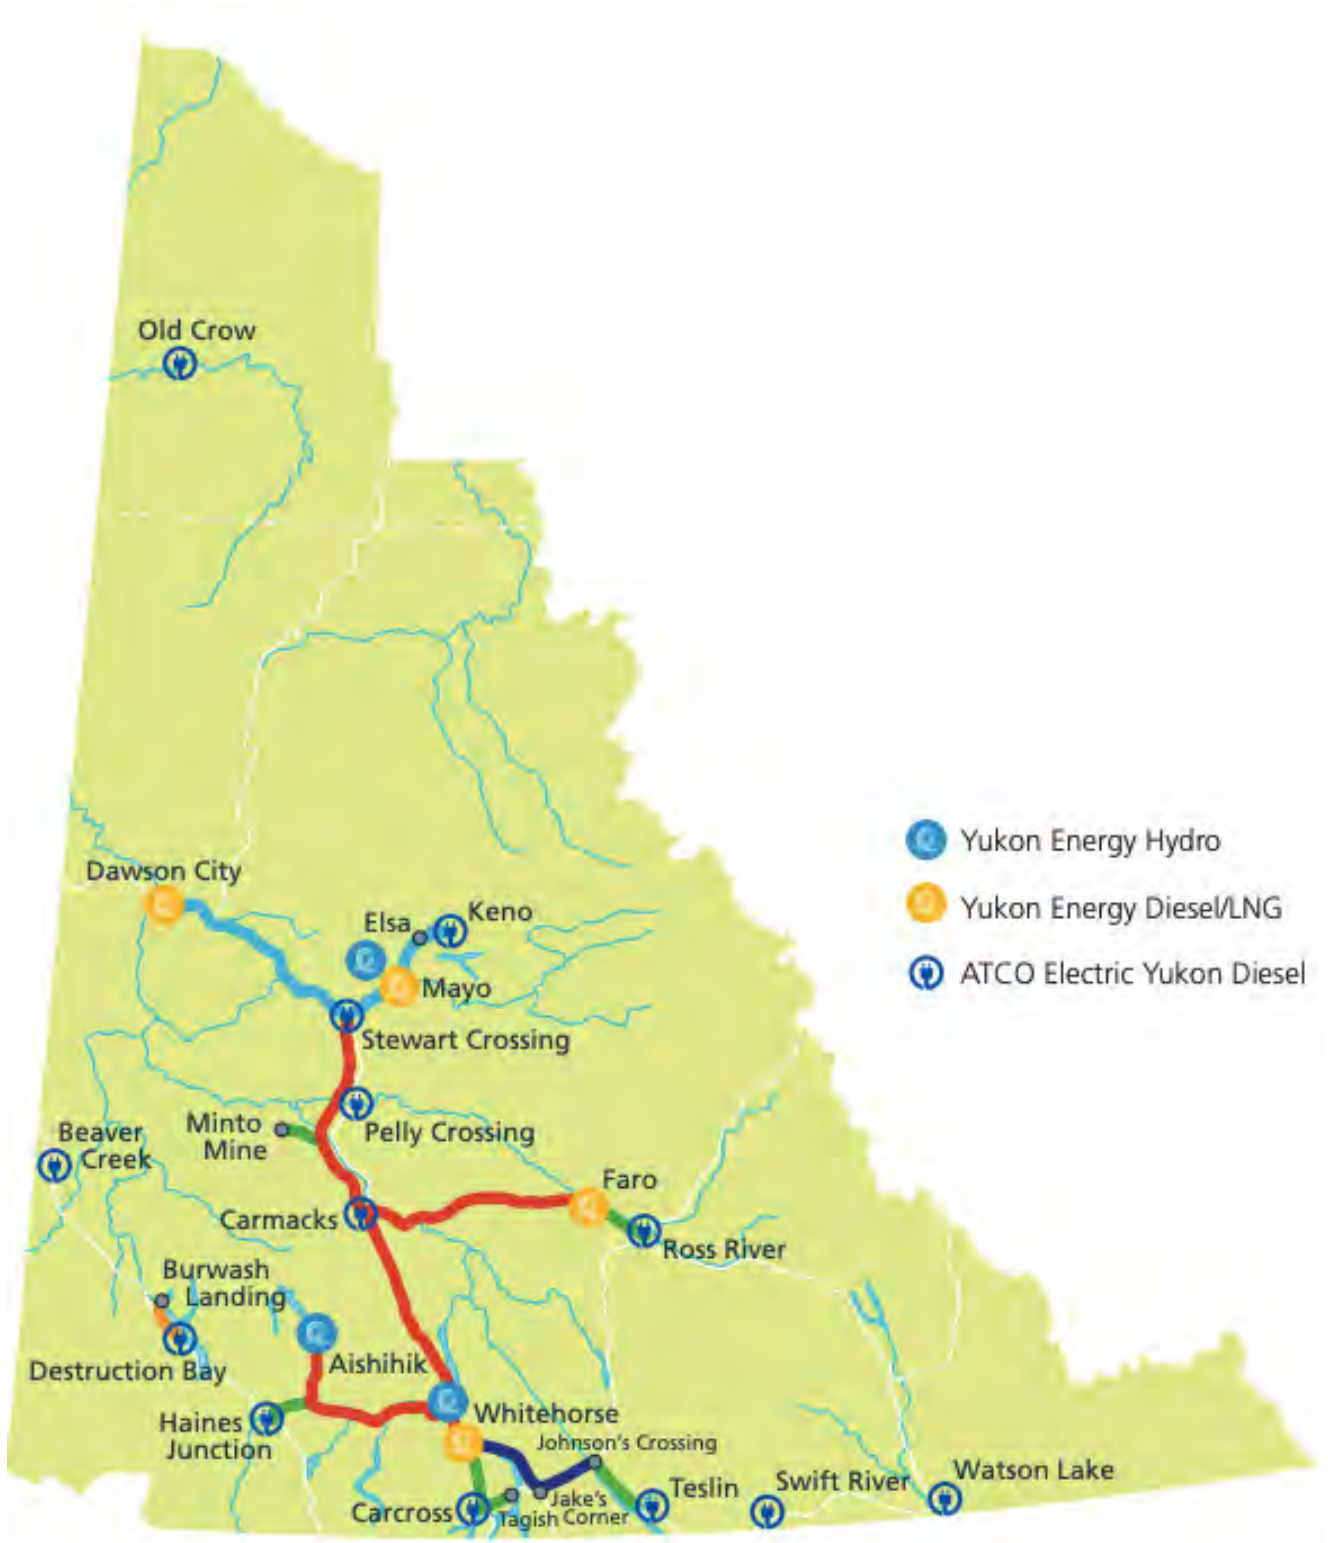 Old Crow
Dawson City
Elsa
Keno
Mayo
Stewart Crossing
Minto
Mine
Pelly Crossing
Beaver
Creek
Faro
Carmacks
Ross River
Burwash
Landing
Destruction Bay
Aishihik
Haines
Junction
Whitehorse
Johnson's Crossing
Carcross
Tagish
Jake's
Corner
Teslin
Swift River
Watson Lake
Yukon Energy Hydro
Yukon Energy Diesel/LNG
ATCO Electric Yukon Diesel